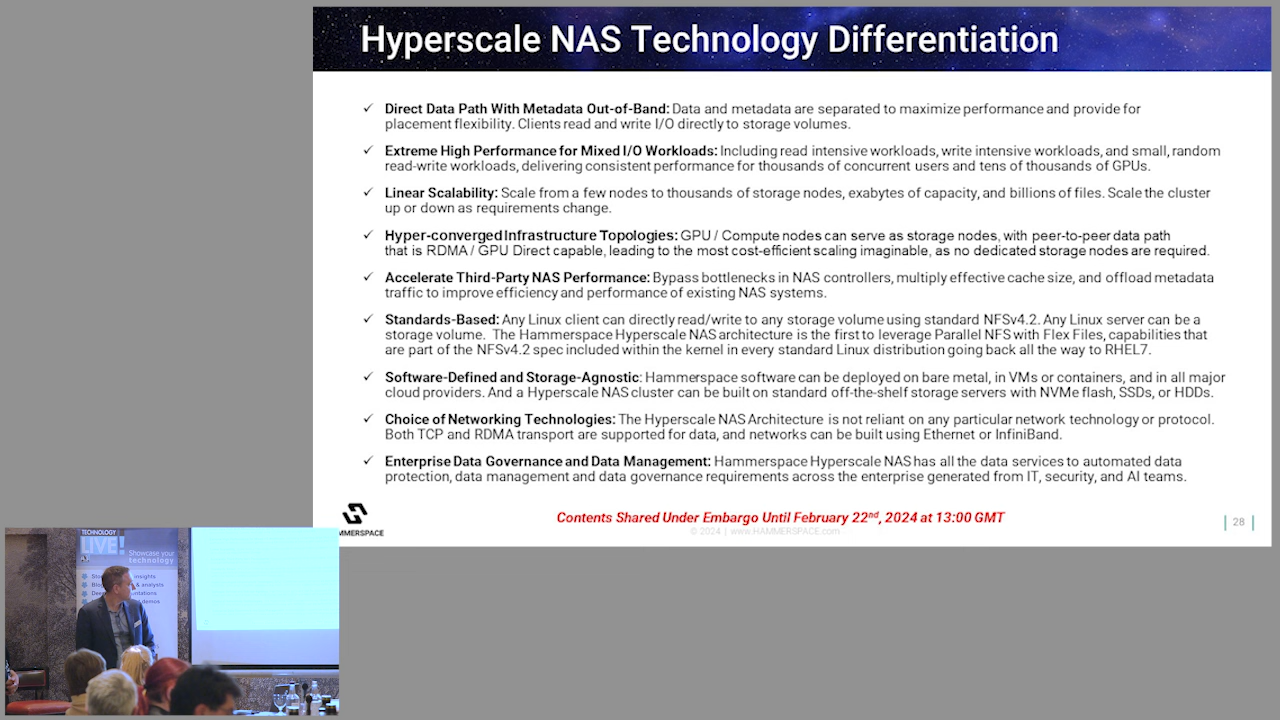 Hyperscale NAS Technology Differentiation
✓ Direct Data Path With Metadata Out-of-Band: Data and metadata are separated to maximize performance and provide for
placement flexibility. Clients read and write I/O directly to storage volumes.
✓ Extreme High Performance for Mixed I/O Workloads: Including read intensive workloads, write intensive workloads, and small, random
read-write workloads, delivering consistent performance for thousands of concurrent users and tens of thousands of GPUs.
✓ Linear Scalability: Scale from a few nodes to thousands of storage nodes, exabytes of capacity, and billions of files. Scale the cluster
up or down as requirements change.
✓ Hyper-converged Infrastructure Topologies: GPU / Compute nodes can serve as storage nodes, with peer-to-peer data path
that is RDMA / GPU Direct capable, leading to the most cost-efficient scaling imaginable, as no dedicated storage nodes are required.
✓ Accelerate Third-Party NAS Performance: Bypass bottlenecks in NAS controllers, multiply effective cache size, and offload metadata
traffic to improve efficiency and performance of existing NAS systems.
✓ Standards-Based: Any Linux client can directly read/write to any storage volume using standard NFSv4.2. Any Linux server can be a
storage volume. The Hammerspace Hyperscale NAS architecture is the first to leverage Parallel NFS with Flex Files, capabilities that
are part of the NFSv4.2 spec included within the kernel in every standard Linux distribution going back all the way to RHEL7.
✓ Software-Defined and Storage-Agnostic: Hammerspace software can be deployed on bare metal, in VMs or containers, and in all major
cloud providers. And a Hyperscale NAS cluster can be built on standard off-the-shelf storage servers with NVMe flash, SSDs, or HDDs.
✓ Choice of Networking Technologies: The Hyperscale NAS Architecture is not reliant on any particular network technology or protocol.
Both TCP and RDMA transport are supported for data, and networks can be built using Ethernet or InfiniBand.
✓ Enterprise Data Governance and Data Management: Hammerspace Hyperscale NAS has all the data services to automated data
protection, data management and data governance requirements across the enterprise generated from IT, security, and AI teams.
Contents Shared Under Embargo Until February 22nd, 2024 at 13:00 GMT
© 2024 | www.HAMMERSPACE.com
MMERSPACE
28
TECHNOLOGY
LIVE!
Showcase your
technology
insights
& analysts
demos